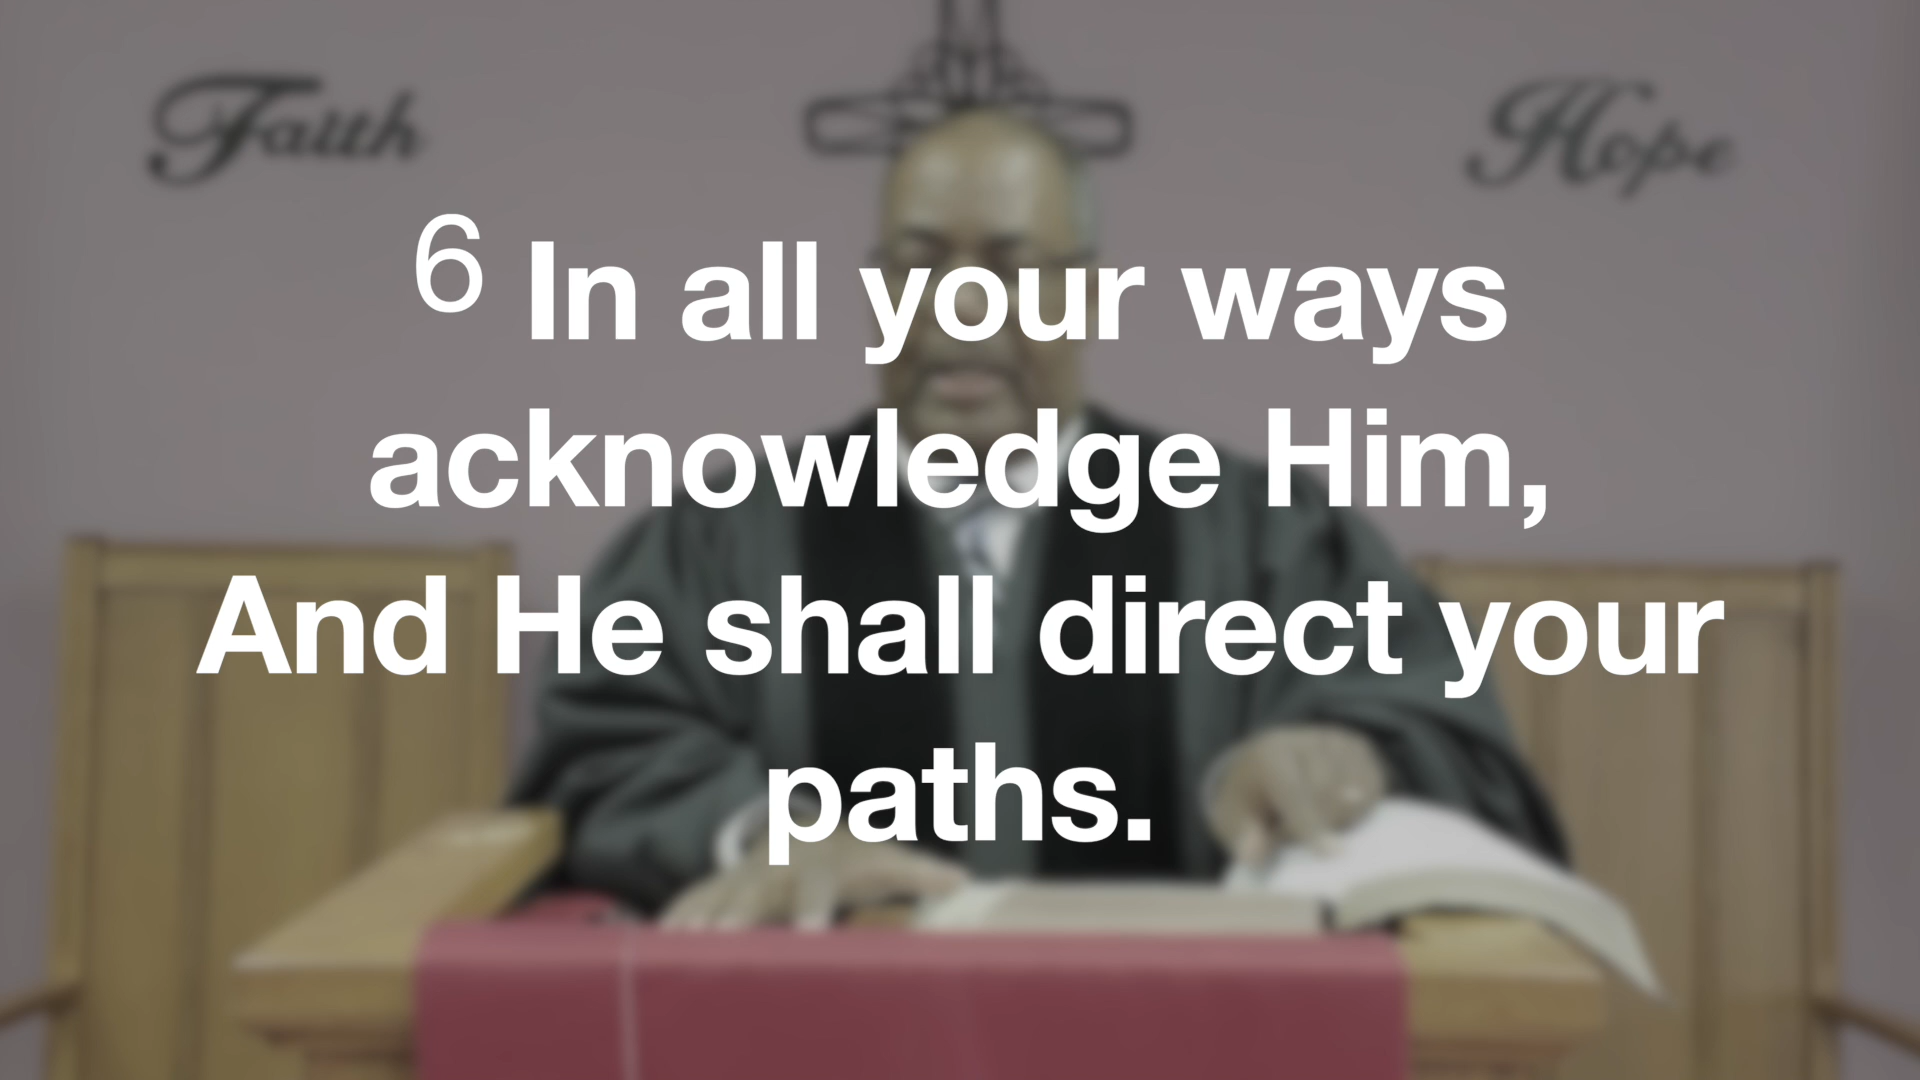 Faith
Hope
6 In all your ways
acknowledge Him,
And He shall direct your
paths.